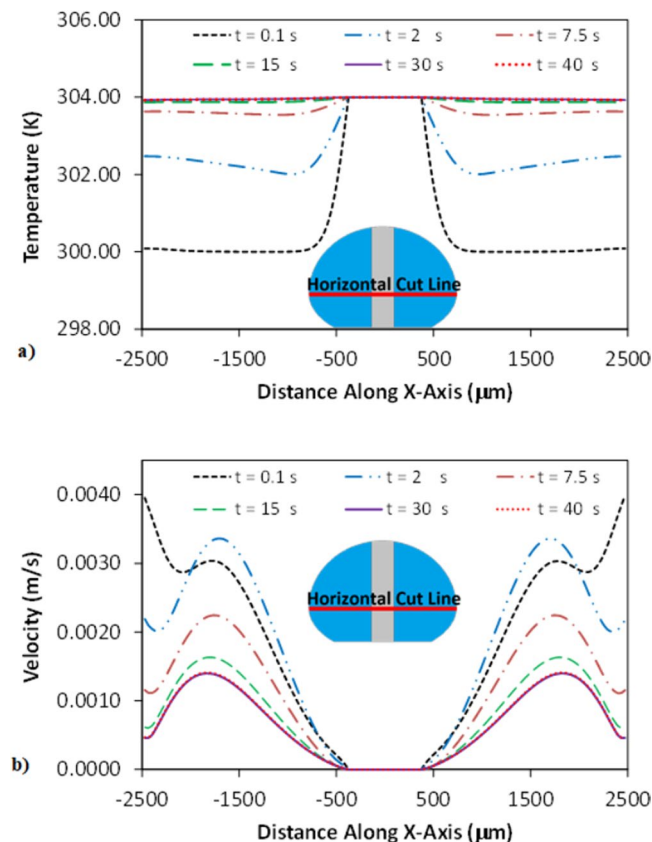 306.00
t = 0.1 s t = 2 s t = 7.5 s
t = 15 s t = 30 s t = 40 s
304.00
302.00
300.00
298.00
Temperature (K)
Horizontal Cut Line
a)
-2500 -1500 -500 500 1500 2500
Distance Along X-Axis (μm)
t = 0.1 s t = 2 s t = 7.5 s
0.0040
t = 15 s t = 30 s t = 40 s
0.0030
0.0020
0.0010
0.0000
Velocity (m/s)
Horizontal Cut Line
b)
-2500 -1500 -500 500 1500 2500
Distance Along X-Axis (μm)